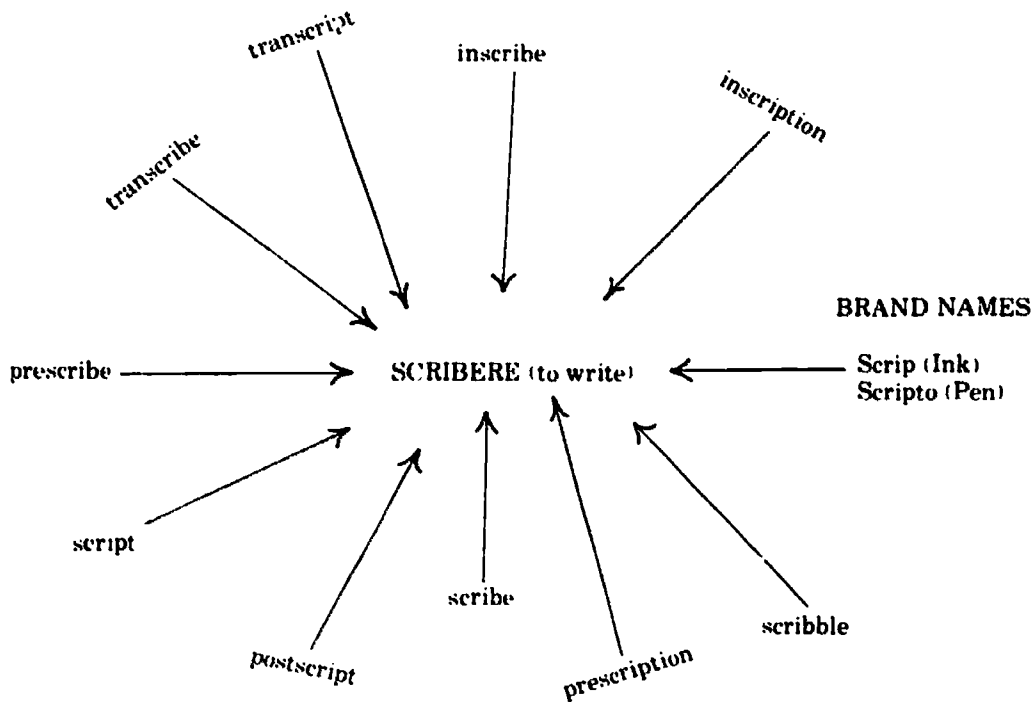 transcript
inscribe
inscription
transcribe
BRAND NAMES
prescribe
SCRIBERE (to write)
Scrip (Ink)
Scripto (Pen)
script
scribe
scribble
postscript
prescription